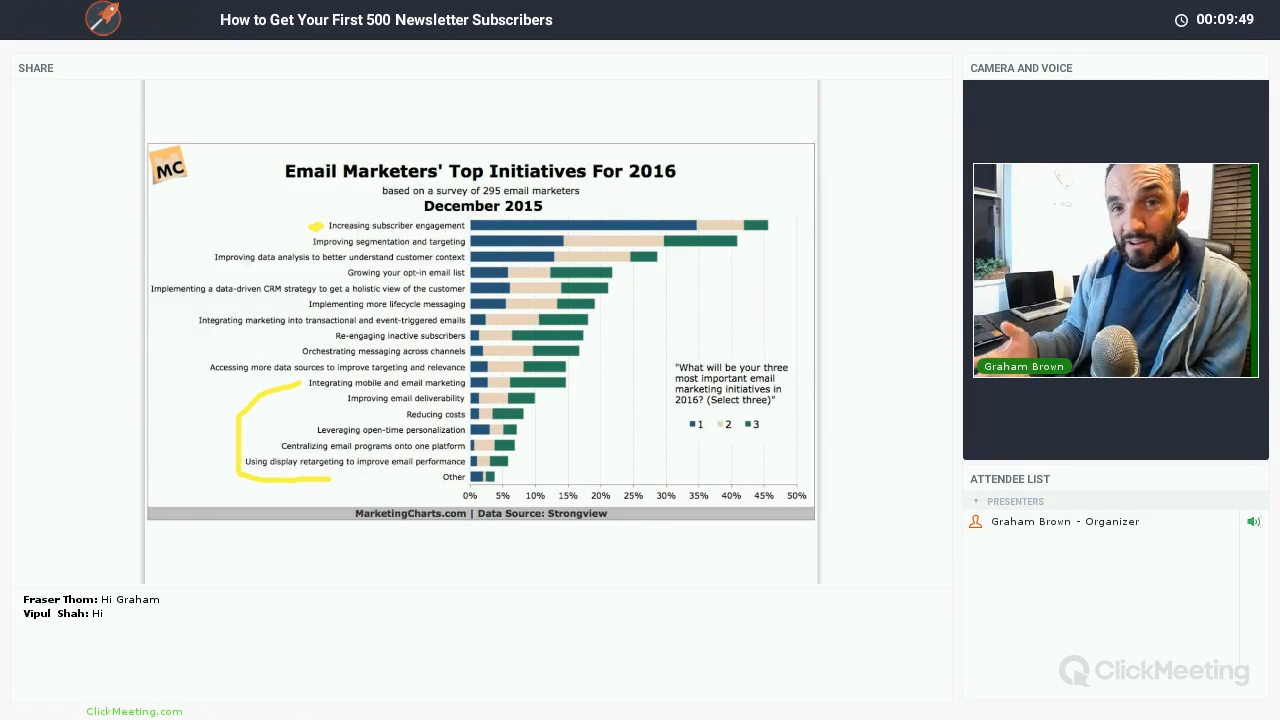 How to Get Your First 500 Newsletter Subscribers
00:09:49
SHARE
MC
Email Marketers' Top Initiatives For 2016
based on a survey of 295 email marketers
December 2015
Increasing subscriber engagement
Improving segmentation and targeting
Improving data analysis to better understand customer context
Growing your opt-in email list
Implementing a data-driven CRM strategy to get a holistic view of the customer
Implementing more lifecycle messaging
Integrating marketing into transactional and event-triggered emails
Re-engaging inactive subscribers
Orchestrating messaging across channels
Accessing more data sources to improve targeting and relevance
Integrating mobile and email marketing
Improving email deliverability
Reducing costs
Leveraging open-time personalization
Centralizing email programs onto one platform
Using display retargeting to improve email performance
Other
"What will be your three
most important email
marketing initiatives in
2016? (Select three)"
1 2 3
0% 5% 10% 15% 20% 25% 30% 35% 40% 45% 50%
MarketingCharts.com | Data Source: Strongview
Fraser Thom: Hi Graham
Vipul Shah: Hi
CAMERA AND VOICE
Graham Brown
ATTENDEE LIST
PRESENTERS
Graham Brown - Organizer
ClickMeeting
ClickMeeting.com